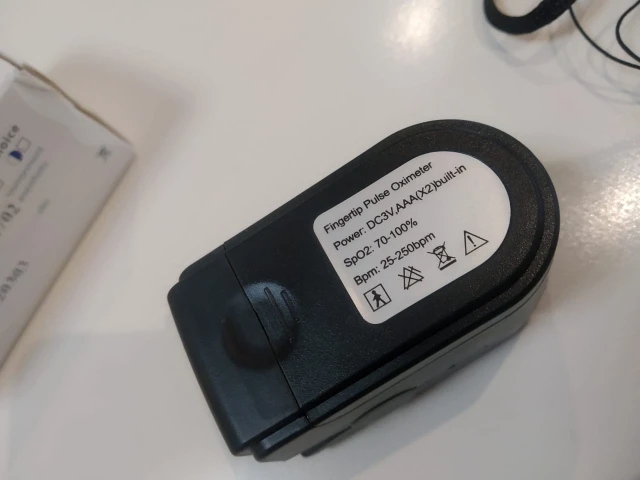 Fingertip Pulse Oximeter
Power: DC3V,AAA(X2)built-in
SpO2: 70-100%
Bpm: 25-250bpm